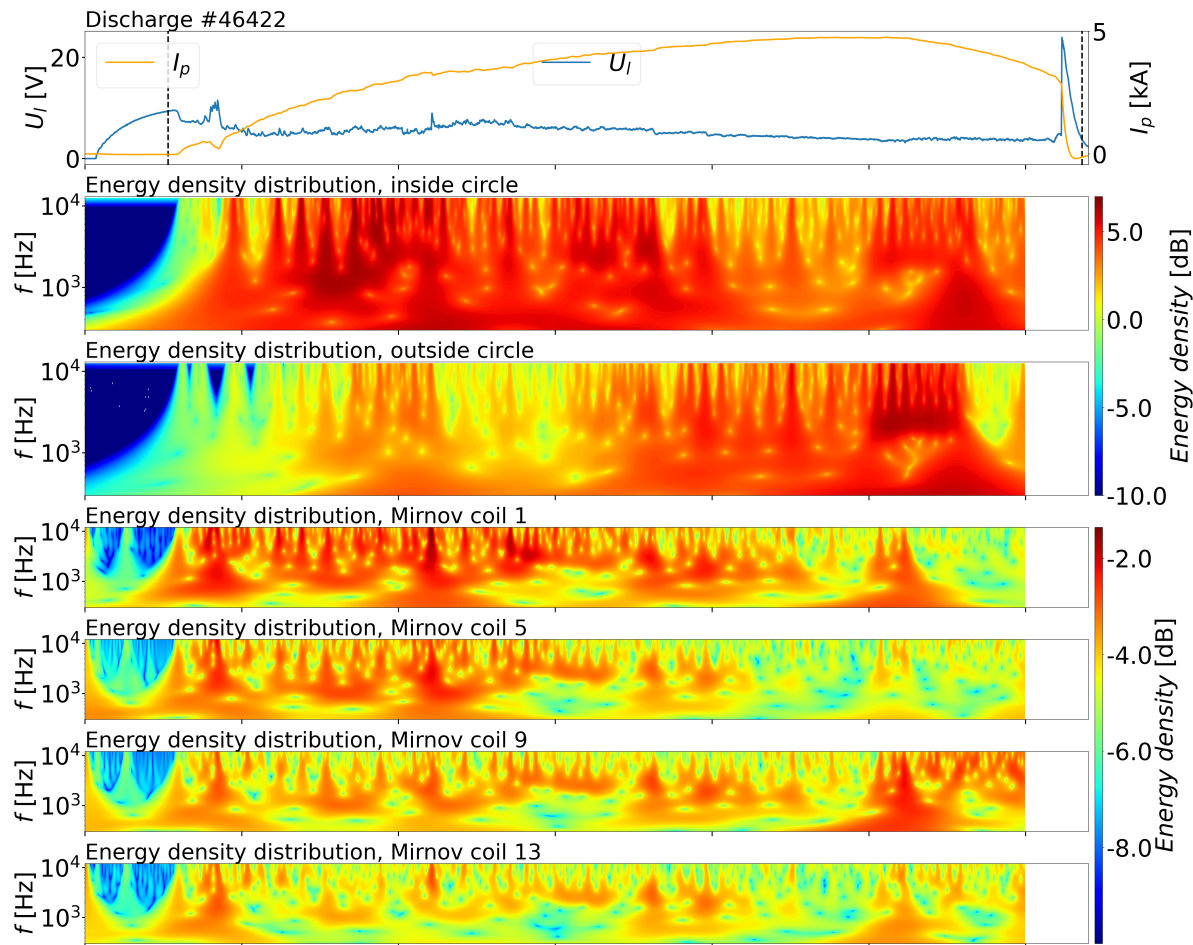 Discharge #46422
20
0
U_l [V]
I_p
U_l
5
0
I_p [kA]
Energy density distribution, inside circle
10^4
10^3
f [Hz]
Energy density distribution, outside circle
10^4
10^3
f [Hz]
5.0
0.0
-5.0
-10.0
Energy density [dB]
Energy density distribution, Mirnov coil 1
10^4
10^3
f [Hz]
Energy density distribution, Mirnov coil 5
10^4
10^3
f [Hz]
Energy density distribution, Mirnov coil 9
10^4
10^3
f [Hz]
Energy density distribution, Mirnov coil 13
10^4
10^3
f [Hz]
-2.0
-4.0
-6.0
-8.0
Energy density [dB]